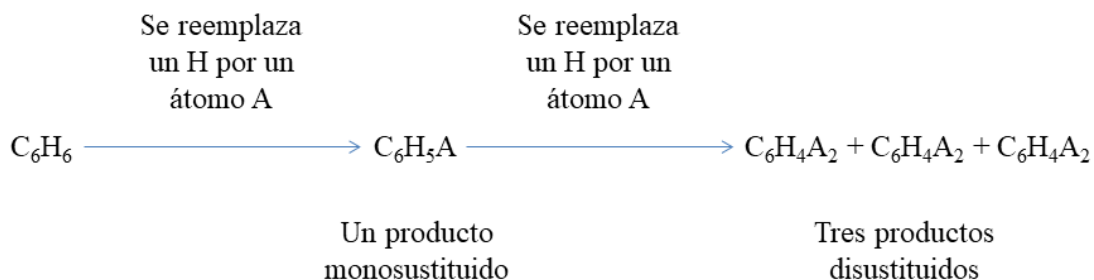 Se reemplaza
un H por un
átomo A
Se reemplaza
un H por un
átomo A
C₆H₆
C₆H₅A
C₆H₄A₂ + C₆H₄A₂ + C₆H₄A₂
Un producto
monosustituido
Tres productos
disustituidos